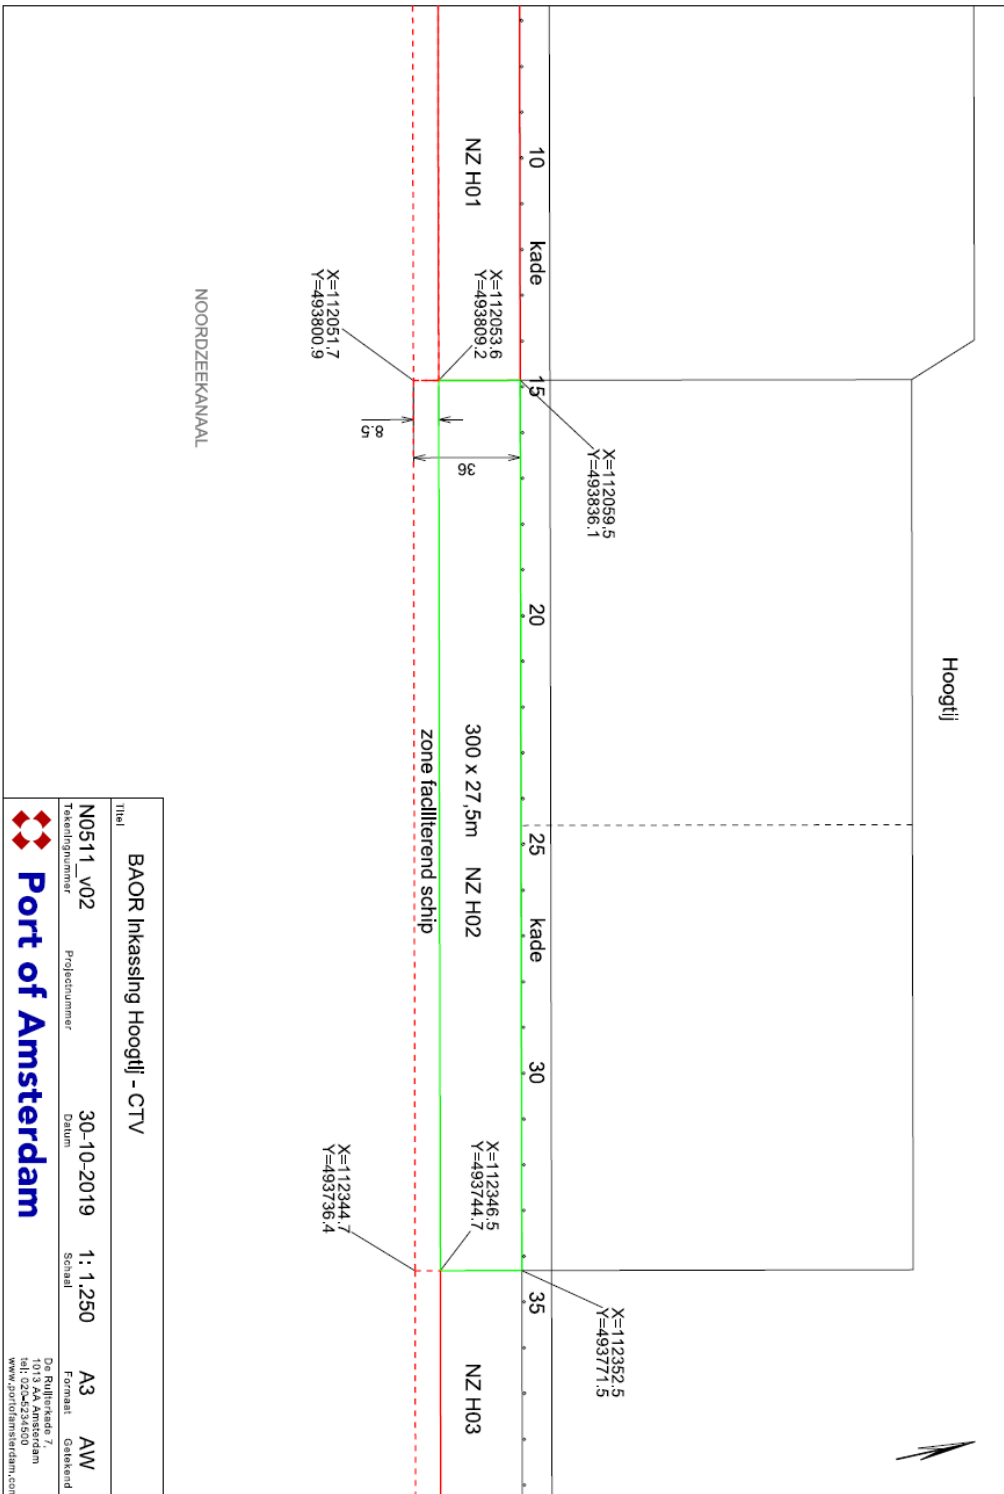 Hoogtij
X=112059,5
Y=493836.1
X=112352.5
Y=493771.5
10 kade 15 20 25 kade 30 35
NZ H01
X=112053.6
Y=493809.2
300 x 27,5m NZ H02
X=112346.5
Y=493744.7
NZ H03
36
zone faciliterend schip
8.5
X=112051.7
Y=493800.9
X=112344.7
Y=493736.4
NOORDZEEKANAAL
Titel
BAOR Inkassing Hoogtij - CTV
N0511_v02 30-10-2019 1: 1.250 A3 AW
Tekeningnummer Projectnummer Datum Schaal Formaat Getekend
Port of Amsterdam
De Ruijterkade 7,
1013 AA Amsterdam
tel: 020-5234500
www.portofamsterdam.com